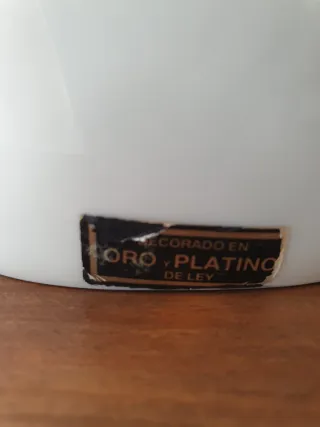 DECORADO EN
ORO Y PLATINO
DE LEY